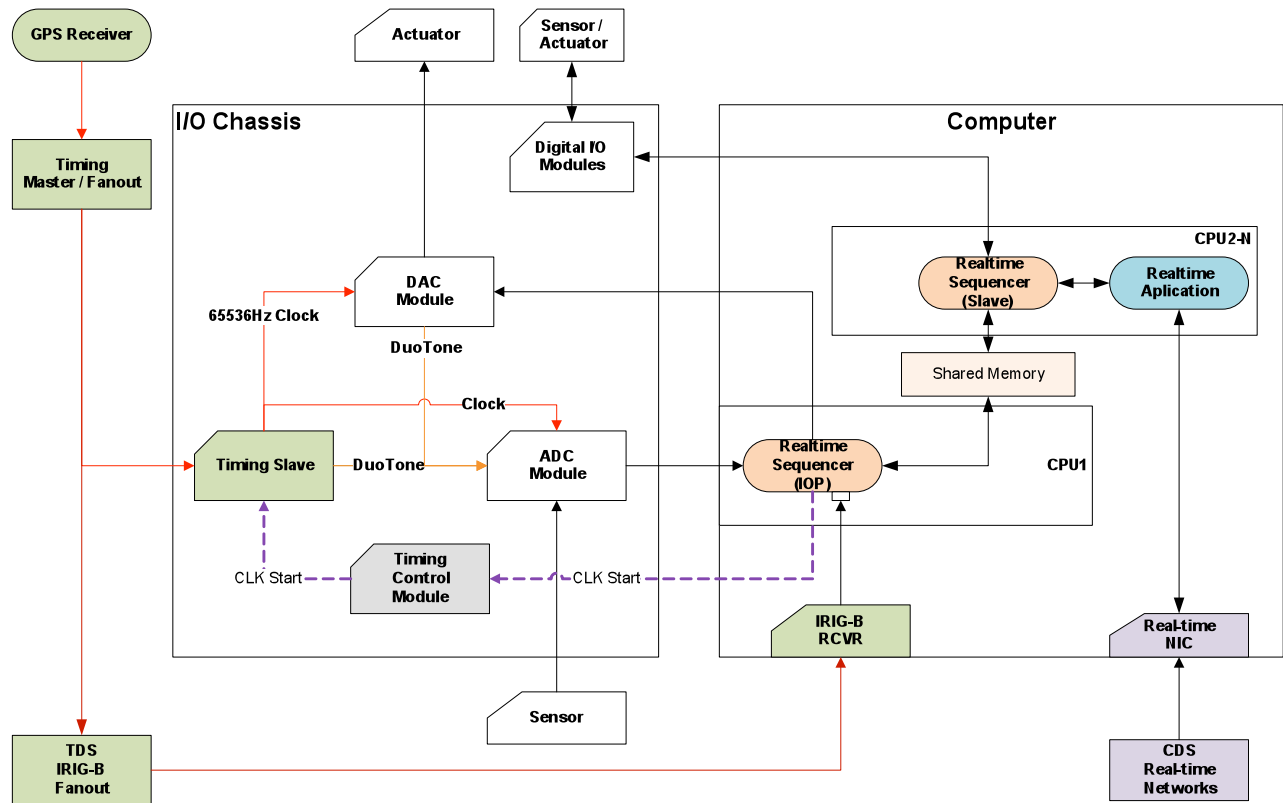 GPS Receiver
Actuator
Sensor /
Actuator
I/O Chassis
Computer
Timing
Master / Fanout
Digital I/O
Modules
CPU2-N
DAC
Module
Realtime
Sequencer
(Slave)
Realtime
Aplication
65536Hz Clock
DuoTone
Shared Memory
Clock
Timing Slave
DuoTone
ADC
Module
Realtime
Sequencer
(IOP)
CPU1
CLK Start
Timing
Control
Module
CLK Start
IRIG-B
RCVR
Real-time
NIC
Sensor
TDS
IRIG-B
Fanout
CDS
Real-time
Networks